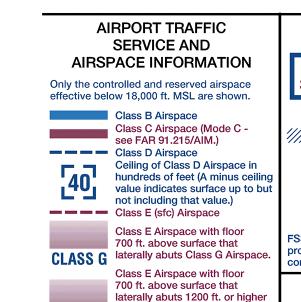 AIRPORT TRAFFIC
SERVICE AND
AIRSPACE INFORMATION
Only the controlled and reserved airspace
effective below 18,000 ft. MSL are shown.
Class B Airspace
Class C Airspace (Mode C -
see FAR 91.215/AIM.)
Class D Airspace
Ceiling of Class D Airspace in
hundreds of feet (A minus ceiling
value indicates surface up to but
not including that value.)
40
Class E (sfc) Airspace
Class E Airspace with floor
700 ft. above surface that
laterally abuts Class G Airspace.
CLASS G
Class E Airspace with floor
700 ft. above surface that
laterally abuts 1200 ft. or higher
FS
pro
co